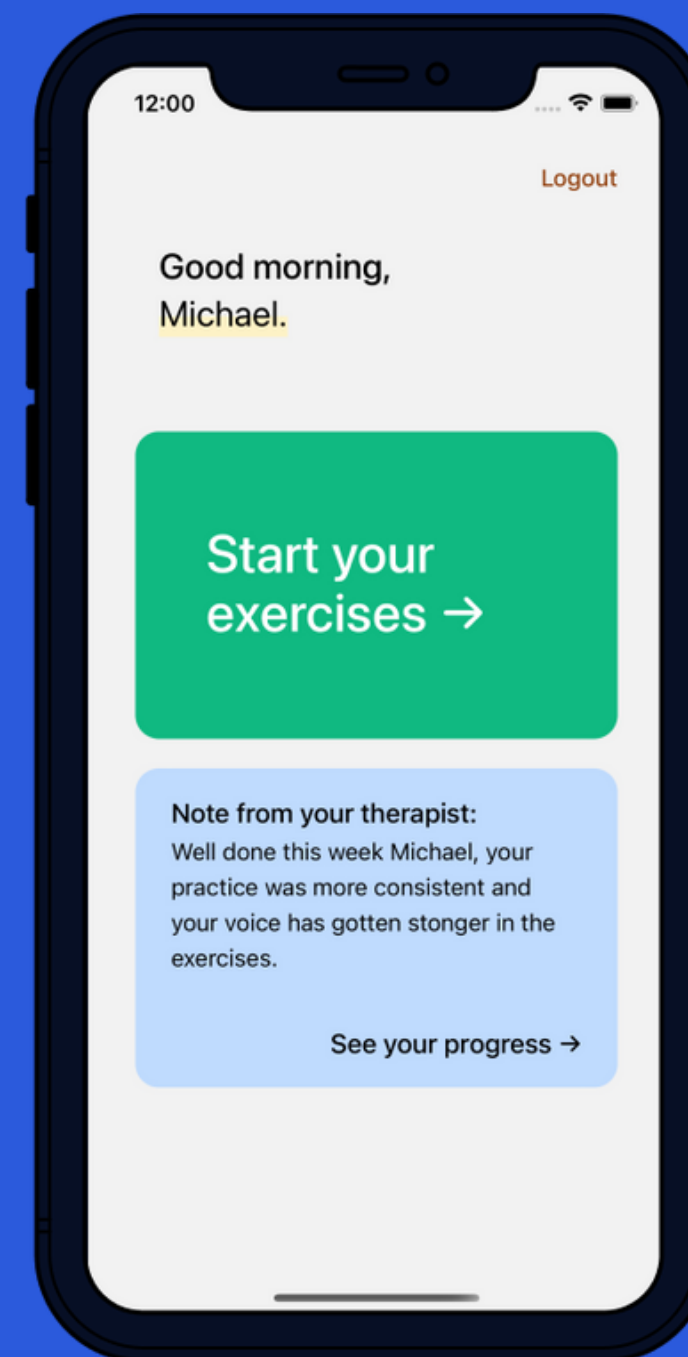 12:00
Logout
Good morning,
Michael.
Start your
exercises →
Note from your therapist:
Well done this week Michael, your
practice was more consistent and
your voice has gotten stonger in the
exercises.
See your progress →